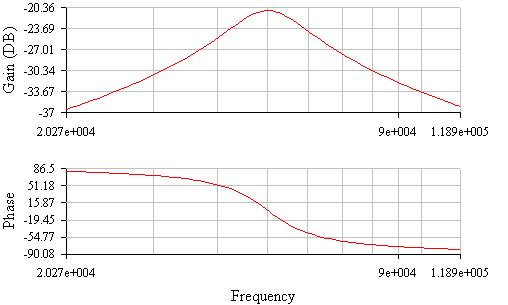 Gain (DB)
-20.36
-23.69
-27.01
-30.34
-33.67
-37
2.027e+004
9e+004
1.189e+005
Phase
86.5
51.18
15.87
-19.45
-54.77
-90.08
2.027e+004
9e+004
1.189e+005
Frequency